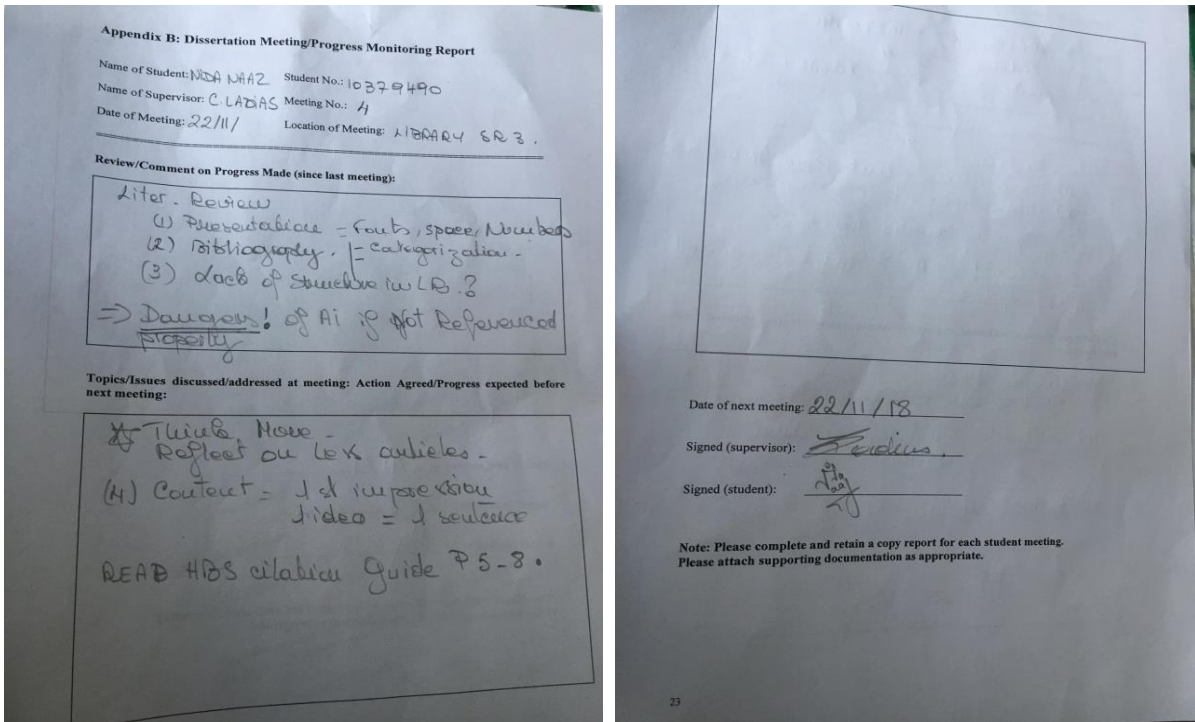 Appendix B: Dissertation Meeting/Progress Monitoring Report
Name of Student: NIDA NAAZ Student No.: 10379490
Name of Supervisor: C. LADIAS Meeting No.: 4
Date of Meeting: 22/11/ Location of Meeting: LIBRARY SR 3.
Review/Comment on Progress Made (since last meeting):
Liter. Review
(1) Presentation = Fonts, space, Numbers
(2) Bibliography. |= Categorization.
(3) Lack of Structure in LR.?
=> Dangers! of Ai if Not Referenced
properly
Topics/Issues discussed/addressed at meeting: Action Agreed/Progress expected before
next meeting:
Think More -
Reflect on articles -
(4) Content = 1st impression
1 idea = 1 sentence
READ HBS citation Guide P5-8.
Date of next meeting: 22/11/18
Signed (supervisor):
Signed (student):
Note: Please complete and retain a copy report for each student meeting.
Please attach supporting documentation as appropriate.
23